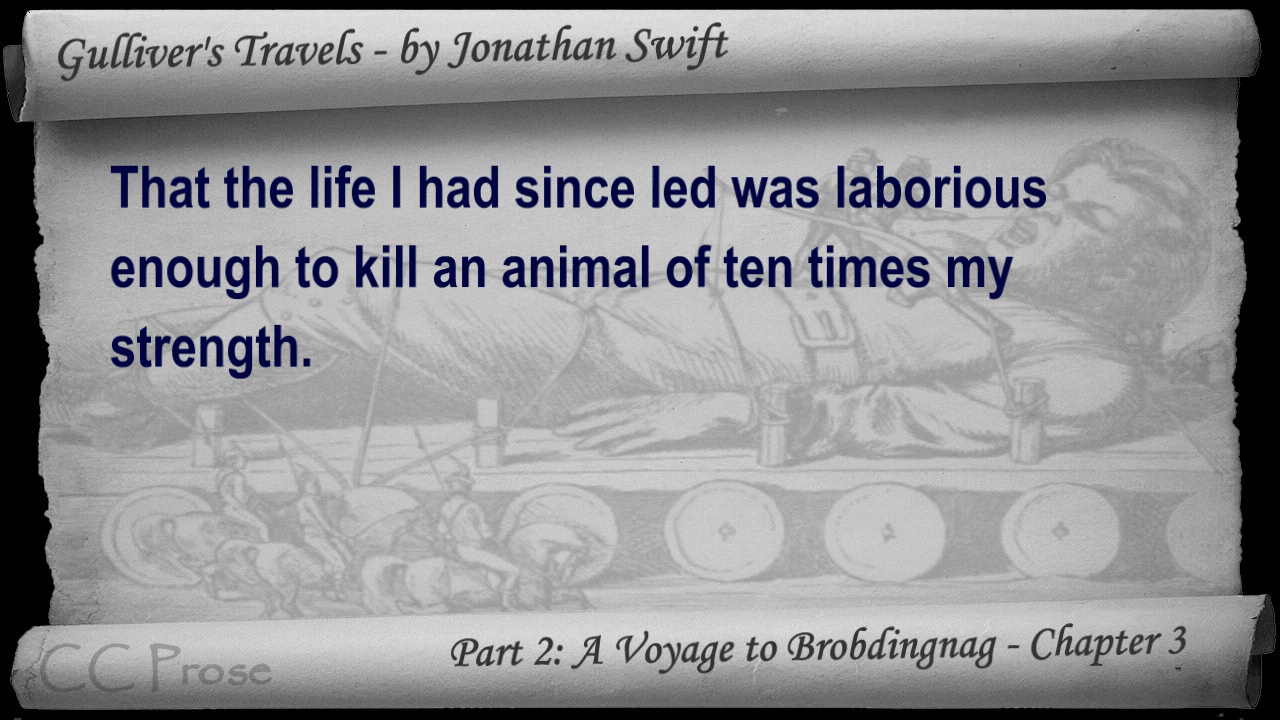 Gulliver's Travels - by Jonathan Swift
That the life I had since led was laborious
enough to kill an animal of ten times my
strength.
CC Prose
Part 2: A Voyage to Brobdingnag - Chapter 3